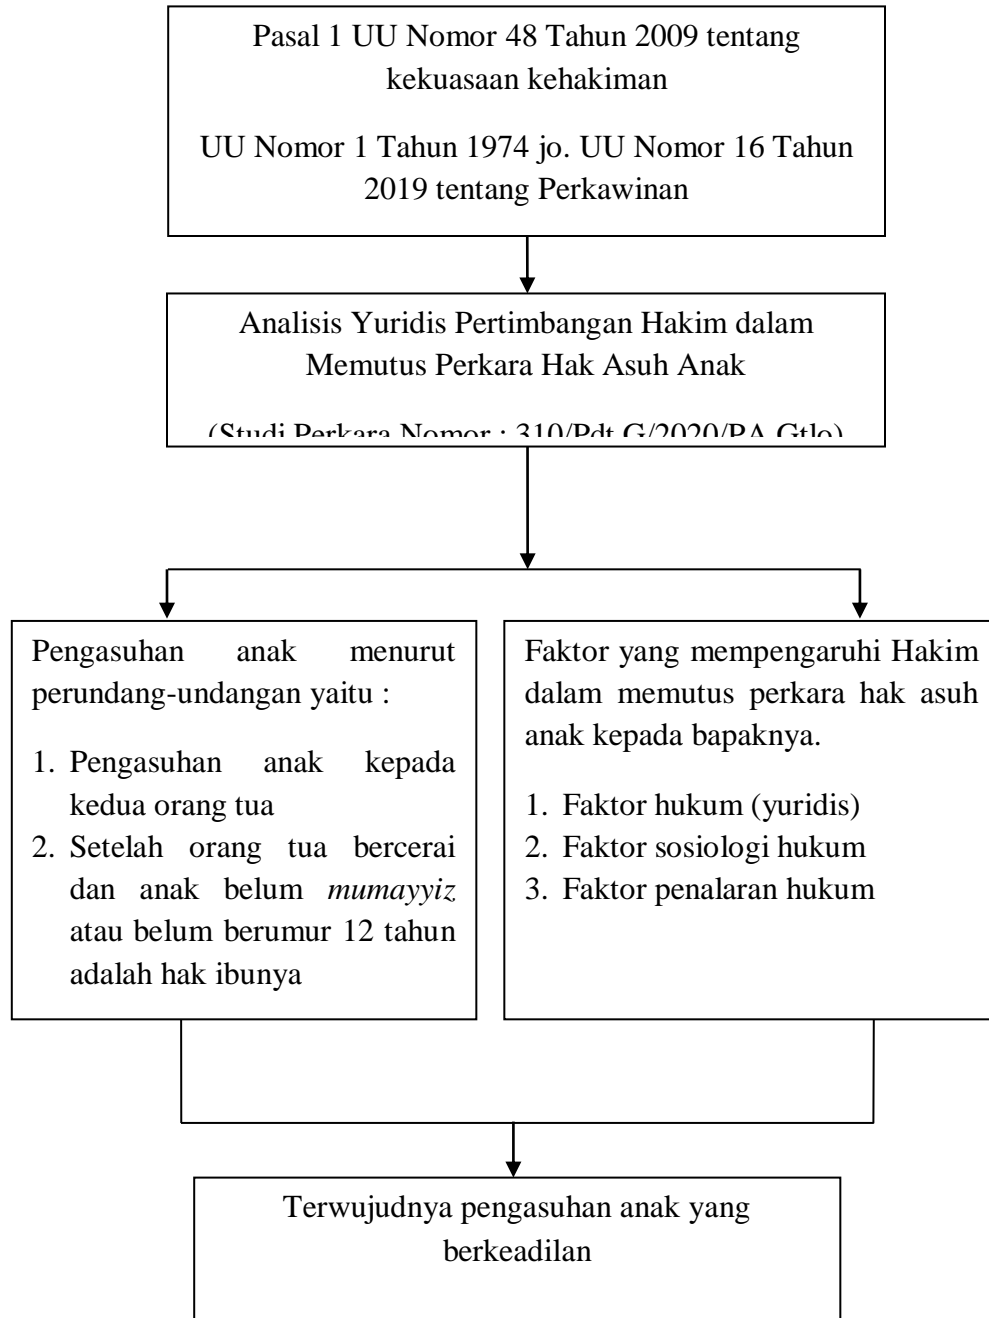 Pasal 1 UU Nomor 48 Tahun 2009 tentang
kekuasaan kehakiman
UU Nomor 1 Tahun 1974 jo. UU Nomor 16 Tahun
2019 tentang Perkawinan
Analisis Yuridis Pertimbangan Hakim dalam
Memutus Perkara Hak Asuh Anak
(Studi Perkara Nomor : 310/Pdt.G/2020/PA.Gtlo)
Pengasuhan anak menurut
perundang-undangan yaitu :
1. Pengasuhan anak kepada
kedua orang tua
2. Setelah orang tua bercerai
dan anak belum mumayyiz
atau belum berumur 12 tahun
adalah hak ibunya
Faktor yang mempengaruhi Hakim
dalam memutus perkara hak asuh
anak kepada bapaknya.
1. Faktor hukum (yuridis)
2. Faktor sosiologi hukum
3. Faktor penalaran hukum
Terwujudnya pengasuhan anak yang
berkeadilan